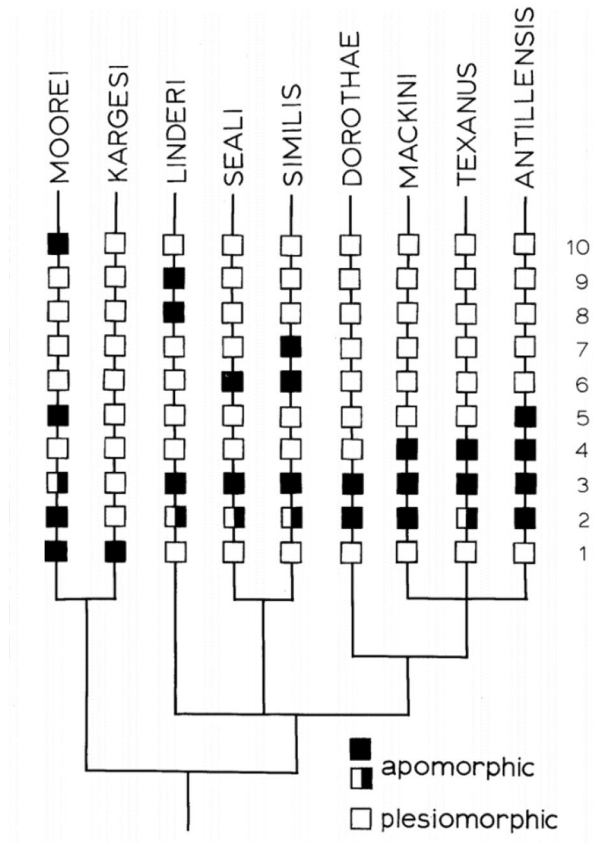 MOOREI
KARGESI
LINDERI
SEALI
SIMILIS
DOROTHAE
MACKINI
TEXANUS
ANTILLENSIS
10
9
8
7
6
5
4
3
2
1
apomorphic
plesiomorphic